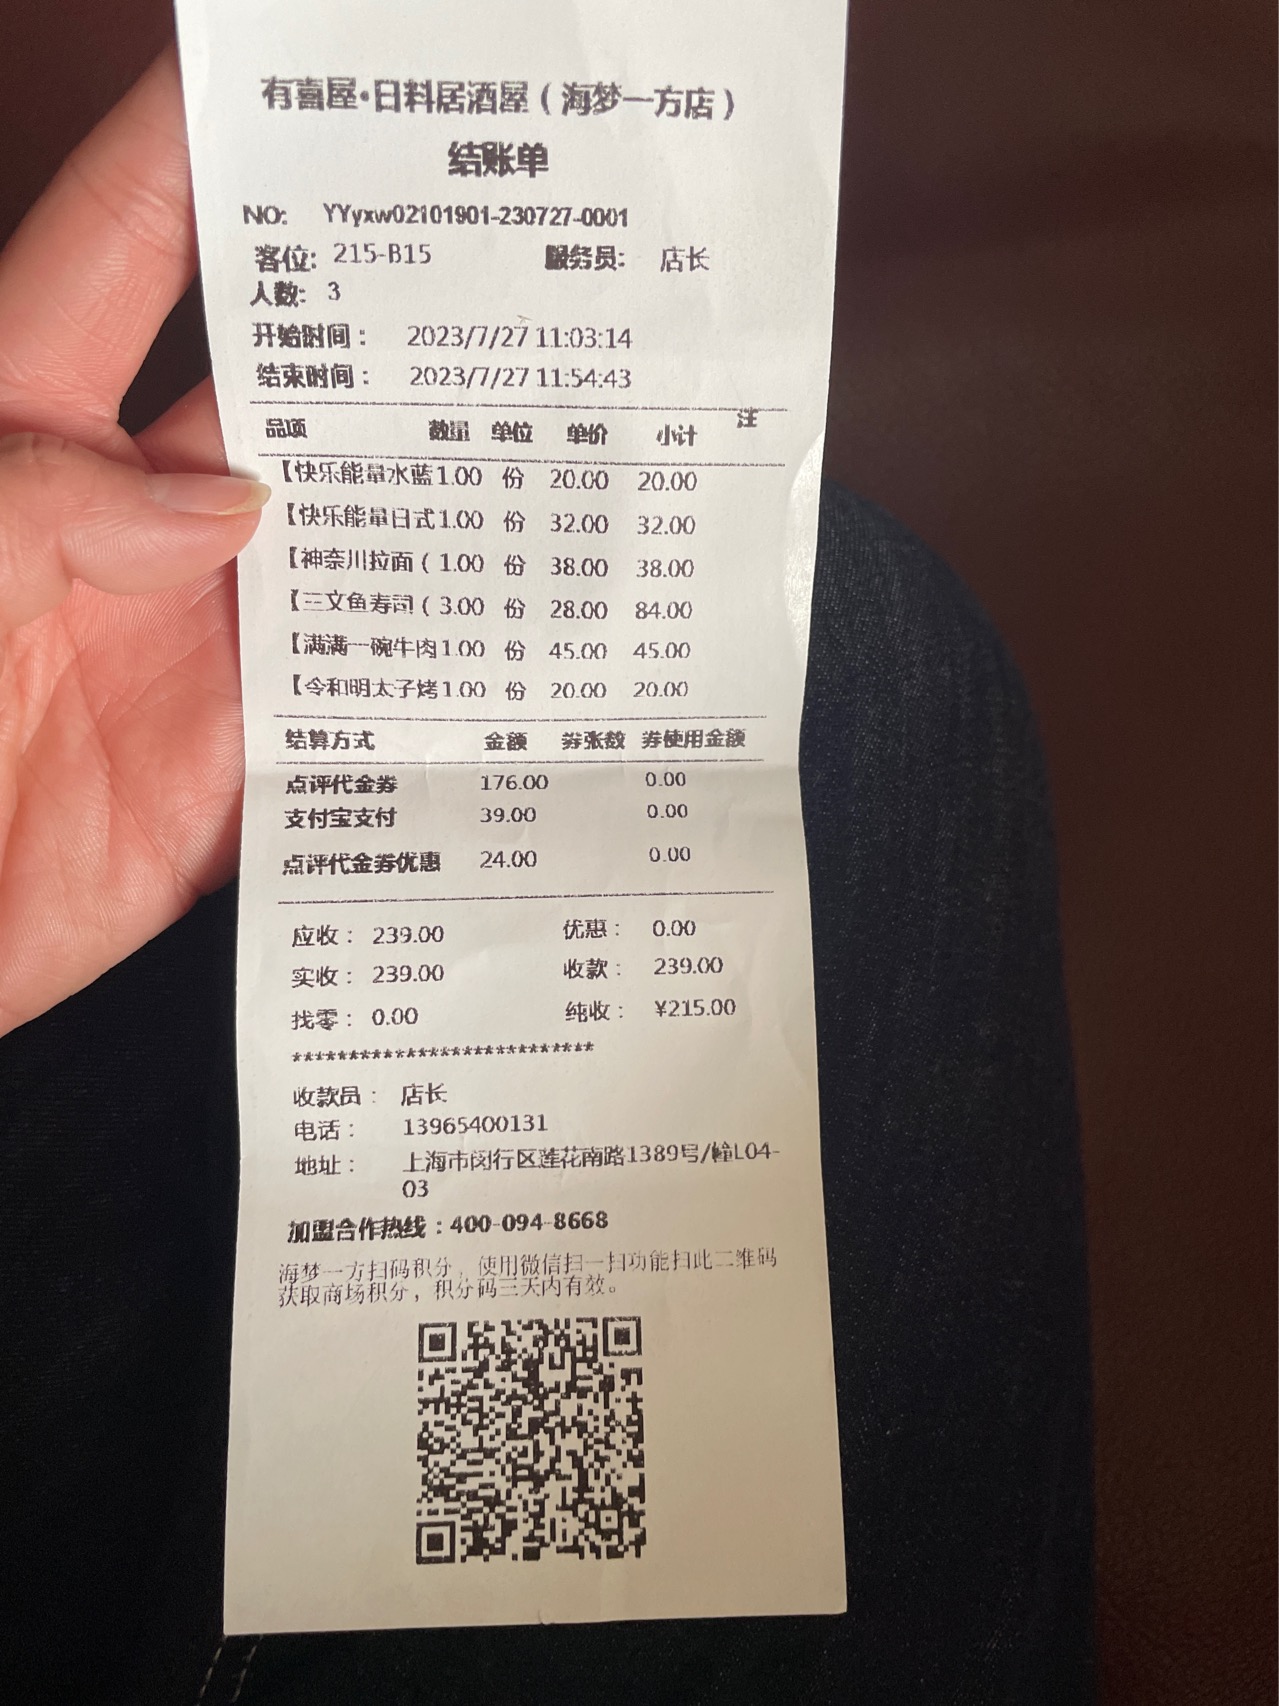 有喜屋·日料居酒屋（海梦一方店）
结账单
NO: YYyxw02101901-230727-0001
客位: 215-B15 服务员: 店长
人数: 3
开始时间： 2023/7/27 11:03:14
结束时间： 2023/7/27 11:54:43
品项 数量 单位 单价 小计 注
【快乐能量水蓝1.00 份 20.00 20.00
【快乐能量日式1.00 份 32.00 32.00
【神奈川拉面（ 1.00 份 38.00 38.00
【三文鱼寿司（ 3.00 份 28.00 84.00
【满满一碗牛肉1.00 份 45.00 45.00
【令和明太子烤1.00 份 20.00 20.00
结算方式 金额 券张数 券使用金额
点评代金券 176.00 0.00
支付宝支付 39.00 0.00
点评代金券优惠 24.00 0.00
应收： 239.00 优惠： 0.00
实收： 239.00 收款： 239.00
找零： 0.00 纯收： ¥215.00
**************************
收款员： 店长
电话： 13965400131
地址： 上海市闵行区莲花南路1389号/幢L04-
03
加盟合作热线：400-094-8668
海梦一方扫码积分，使用微信扫一扫功能扫此二维码
获取商场积分，积分码三天内有效。